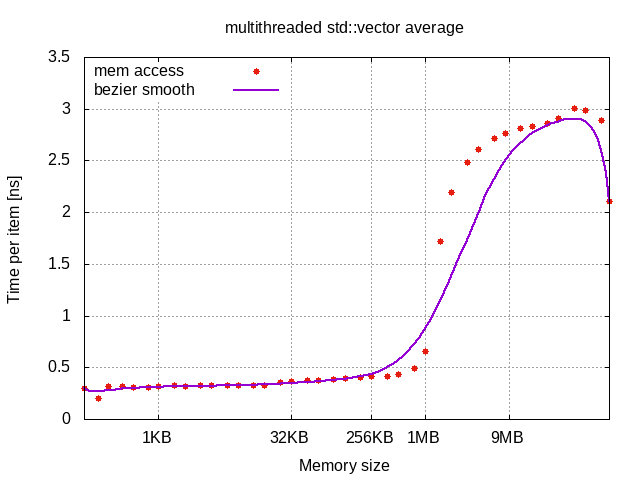 multithreaded std::vector average
3.5
mem access
bezier smooth
3
2.5
2
1.5
1
0.5
0
Time per item [ns]
1KB 32KB 256KB 1MB 9MB
Memory size